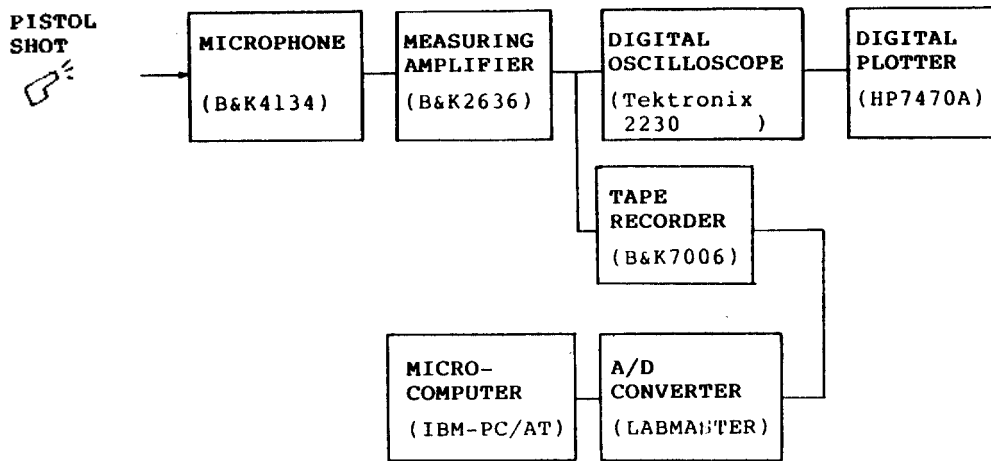 PISTOL
SHOT
MICROPHONE
(B&K4134)
MEASURING
AMPLIFIER
(B&K2636)
DIGITAL
OSCILLOSCOPE
(Tektronix
2230 )
DIGITAL
PLOTTER
(HP7470A)
TAPE
RECORDER
(B&K7006)
MICRO-
COMPUTER
(IBM-PC/AT)
A/D
CONVERTER
(LABMASTER)